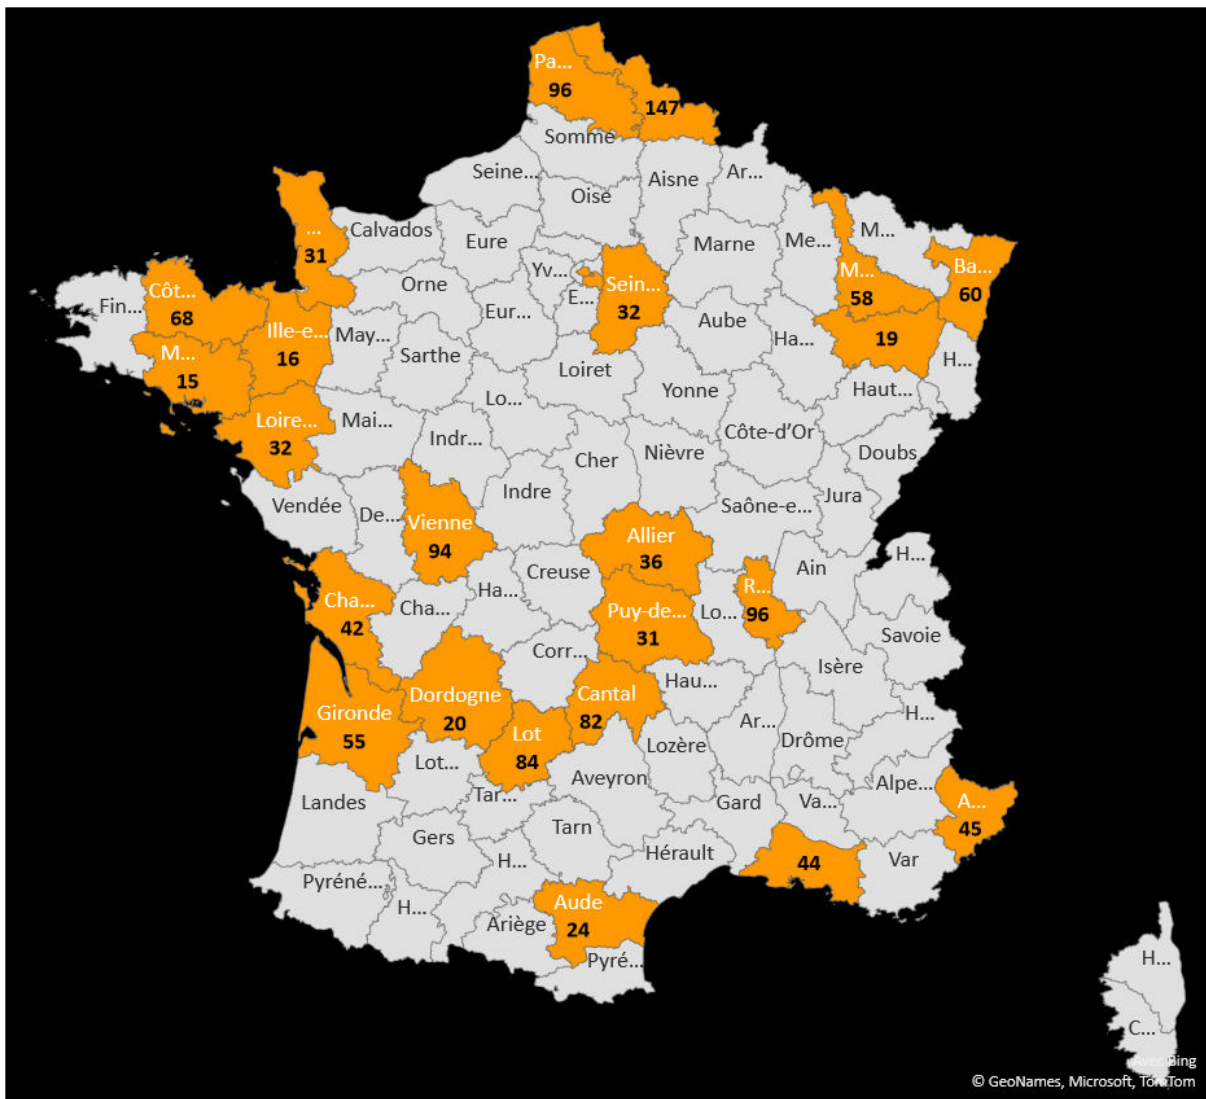 Pa...
96
147
Somme
Seine...
Oise
Aisne
Ar...
...
31
Calvados
Eure
Yv...
E...
Sein...
32
Marne
Me...
M...
M...
58
Ba...
60
Fin...
Côt...
68
Ille-e...
16
M...
15
Orne
Eur...
May...
Sarthe
Aube
Ha...
19
H...
Loiret
Yonne
Haut...
Loire...
32
Mai...
Lo...
Indr...
Cher
Nièvre
Côte-d’Or
Doubs
Vendée
De...
Vienne
94
Indre
Saône-e...
Jura
Allier
36
Ain
H...
Cha...
42
Cha...
Ha...
Creuse
Puy-de...
31
Lo...
R...
96
Savoie
Isère
Corr...
Gironde
55
Dordogne
20
Lot
84
Cantal
82
Hau...
Ar...
Drôme
H...
Lozère
Lot...
Aveyron
Landes
Tar...
Gard
Va...
Alpe...
A...
45
Gers
Tarn
Hérault
44
Var
Pyréné...
H...
H...
Ariège
Aude
24
Pyré...
H...
C...
Avec Bing
© GeoNames, Microsoft, TomTom